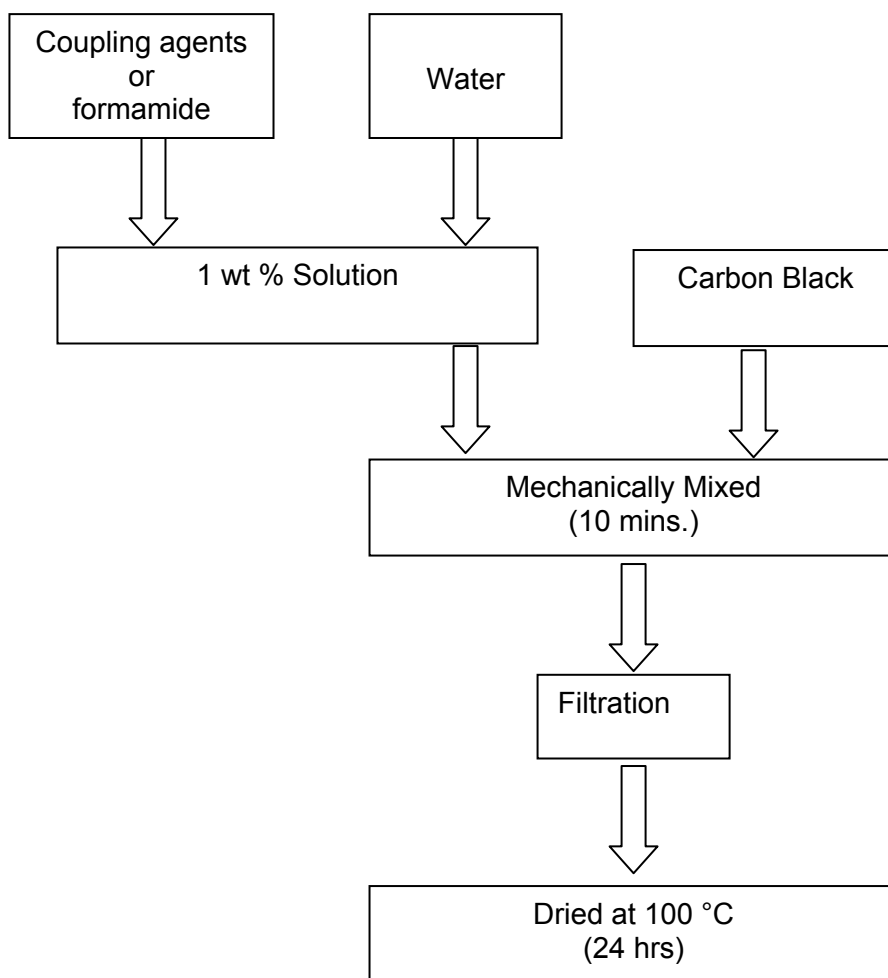 Coupling agents
or
formamide
Water
1 wt % Solution
Carbon Black
Mechanically Mixed
(10 mins.)
Filtration
Dried at 100 °C
(24 hrs)